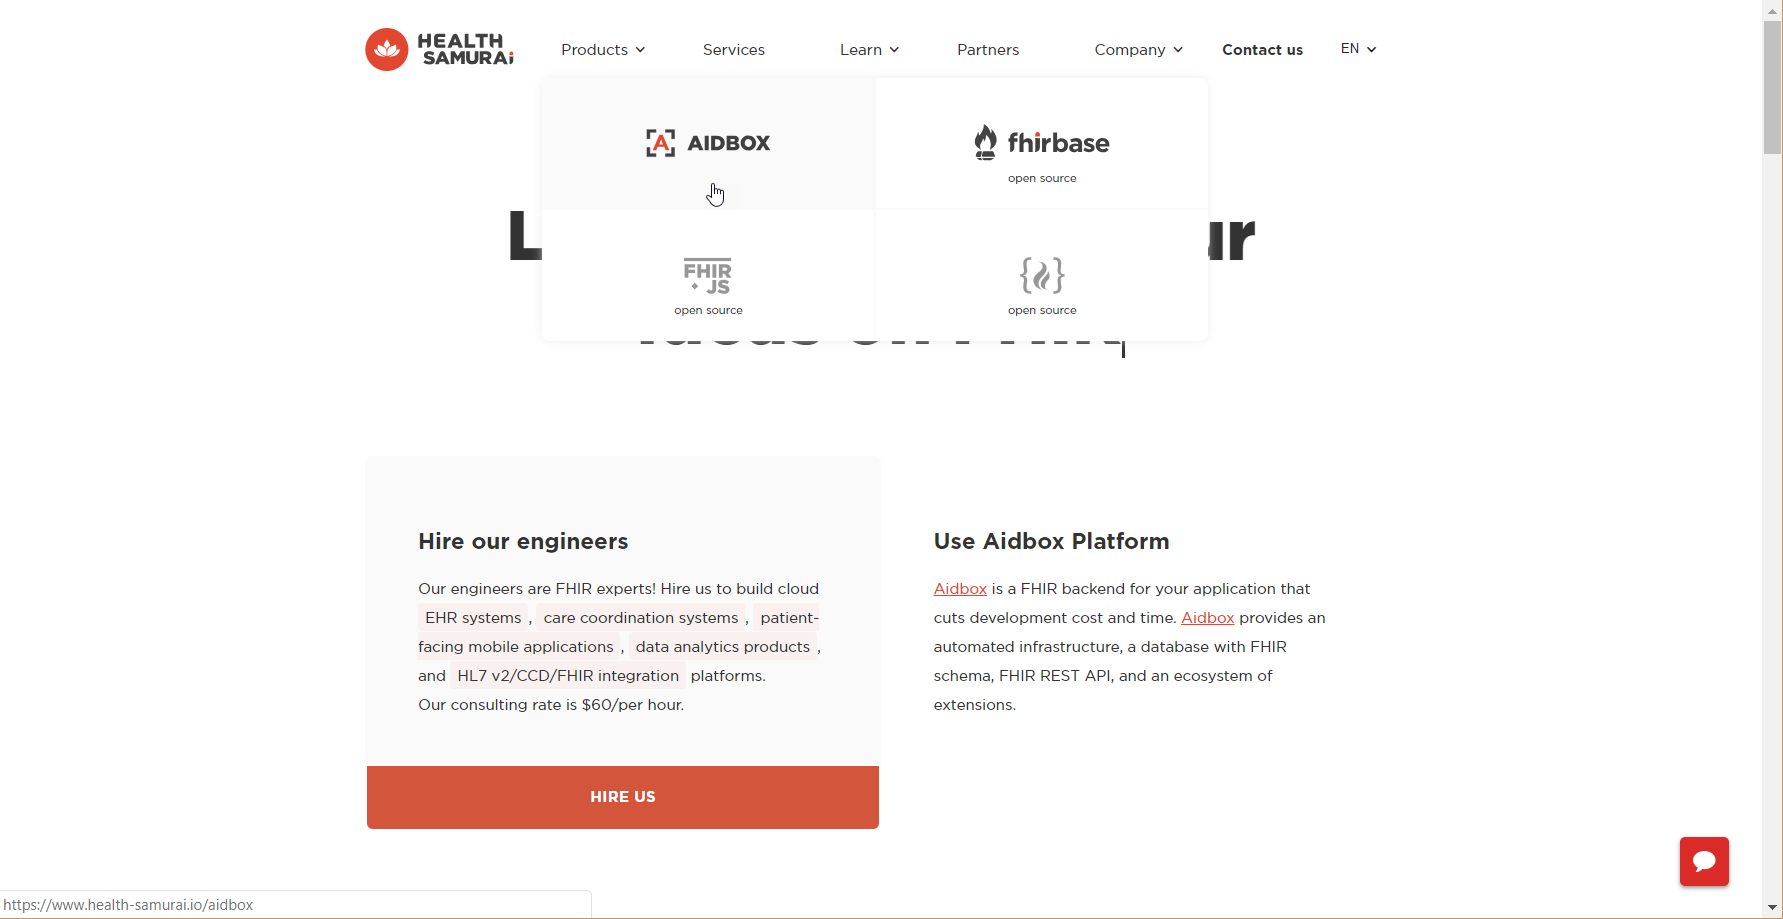 HEALTH
SAMURAI
Products
Services
Learn
Partners
Company
Contact us
EN
A AIDBOX
fhirbase
open source
FHIR
JS
open source
open source
Hire our engineers
Our engineers are FHIR experts! Hire us to build cloud
EHR systems , care coordination systems , patient-
facing mobile applications , data analytics products ,
and HL7 v2/CCD/FHIR integration platforms.
Our consulting rate is $60/per hour.
HIRE US
Use Aidbox Platform
Aidbox is a FHIR backend for your application that
cuts development cost and time. Aidbox provides an
automated infrastructure, a database with FHIR
schema, FHIR REST API, and an ecosystem of
extensions.
https://www.health-samurai.io/aidbox